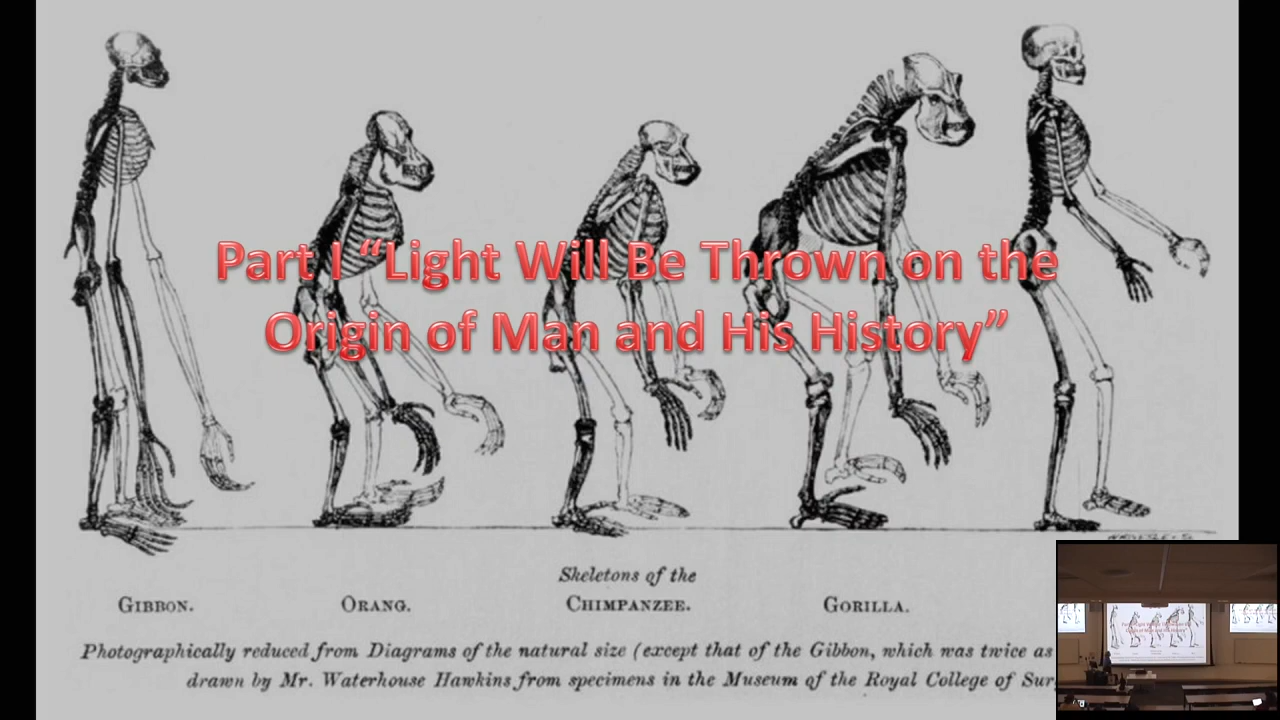 Part I “Light Will Be Thrown on the
Origin of Man and His History”
Skeletons of the
GIBBON. ORANG. CHIMPANZEE. GORILLA.
Photographically reduced from Diagrams of the natural size (except that of the Gibbon, which was twice as
drawn by Mr. Waterhouse Hawkins from specimens in the Museum of the Royal College of Sur